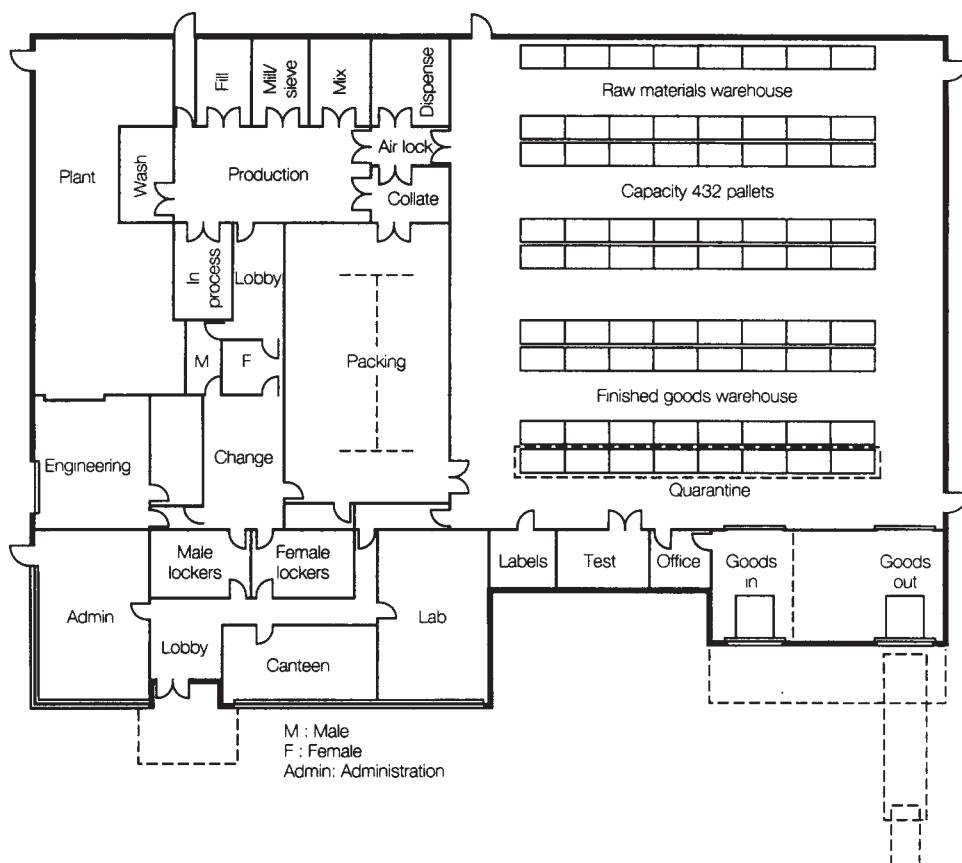 Fill
Mill/
sieve
Mix
Dispense
Raw materials warehouse
Air lock
Plant
Wash
Production
Collate
Capacity 432 pallets
In
process
Lobby
M
F
Packing
Finished goods warehouse
Engineering
Change
Quarantine
Male
lockers
Female
lockers
Labels
Test
Office
Goods
in
Goods
out
Admin
Lab
Lobby
Canteen
M : Male
F : Female
Admin: Administration